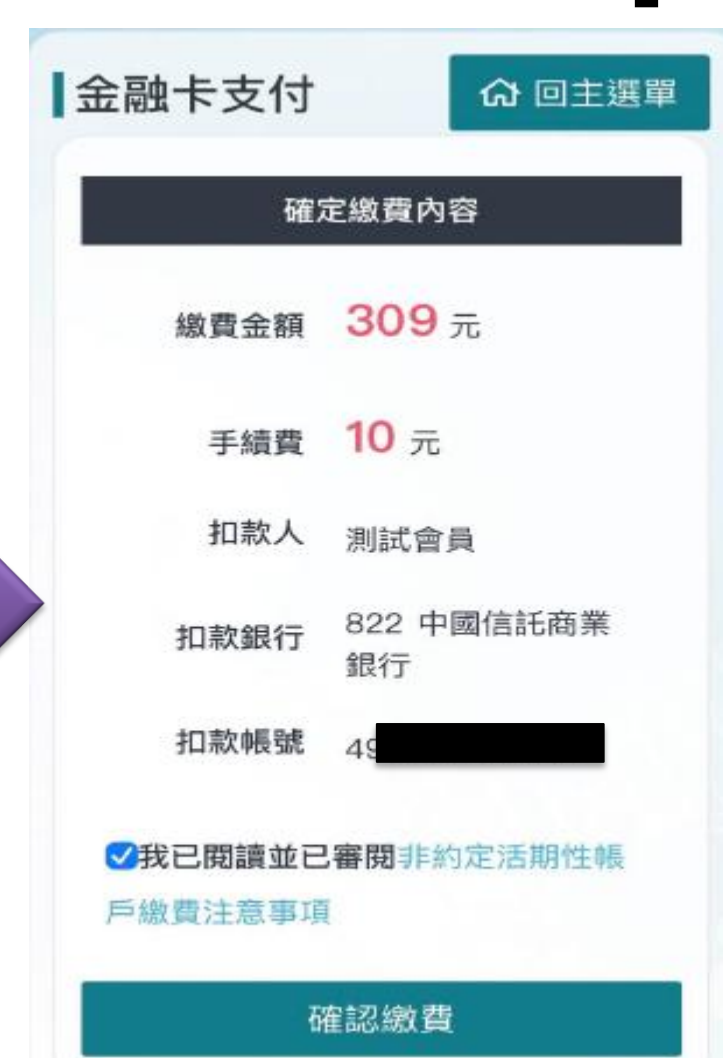 金融卡支付
回主選單
確定繳費內容
繳費金額 309 元
手續費 10 元
扣款人 測試會員
扣款銀行 822 中國信託商業
銀行
扣款帳號 49
我已閱讀並已審閱非約定活期性帳
戶繳費注意事項
確認繳費